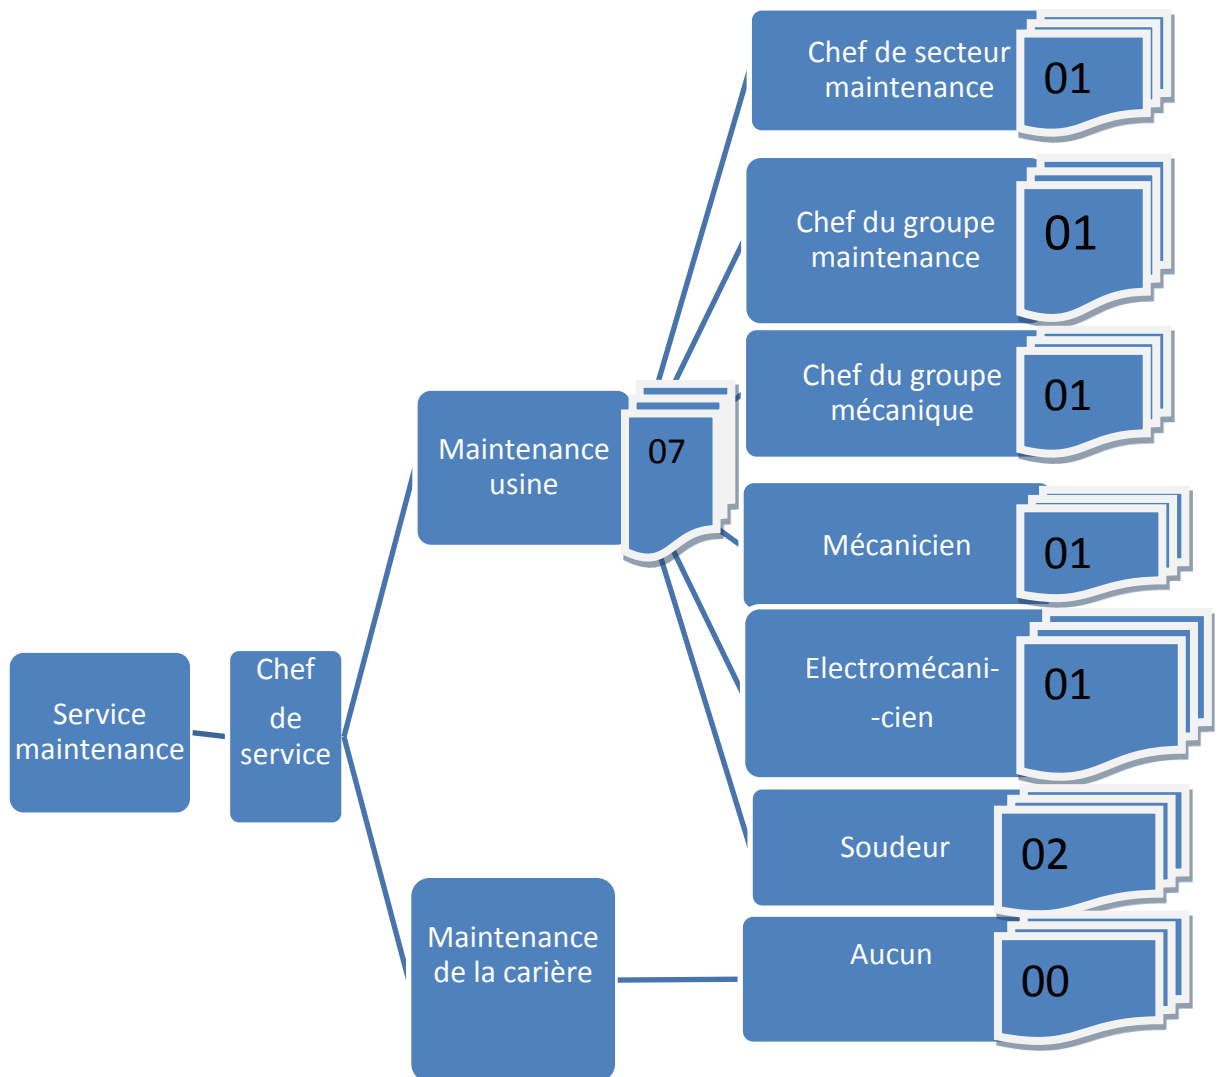 Service
maintenance
Chef
de
service
Maintenance
usine
07
Maintenance
de la carière
Chef de secteur
maintenance
01
Chef du groupe
maintenance
01
Chef du groupe
mécanique
01
Mécanicien
01
Electromécani-
-cien
01
Soudeur
02
Aucun
00